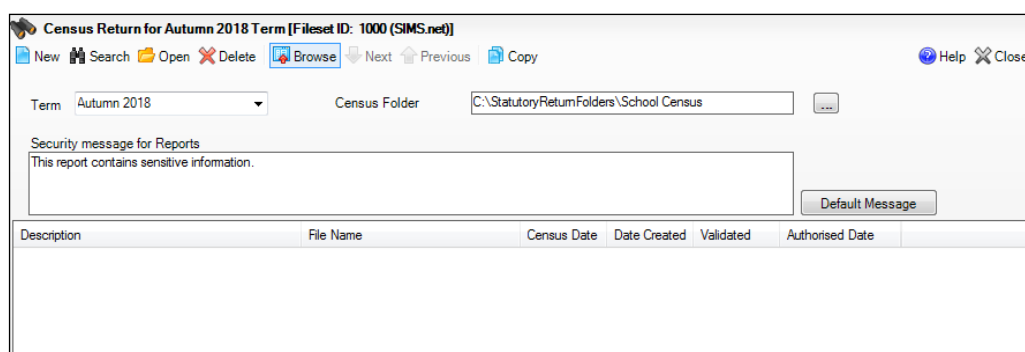 Census Return for Autumn 2018 Term [Fileset ID: 1000 (SIMS.net)]
New Search Open Delete Browse Next Previous Copy Help Close
Term Autumn 2018 Census Folder C:\StatutoryReturnFolders\School Census ...
Security message for Reports
This report contains sensitive information.
Default Message
Description File Name Census Date Date Created Validated Authorised Date